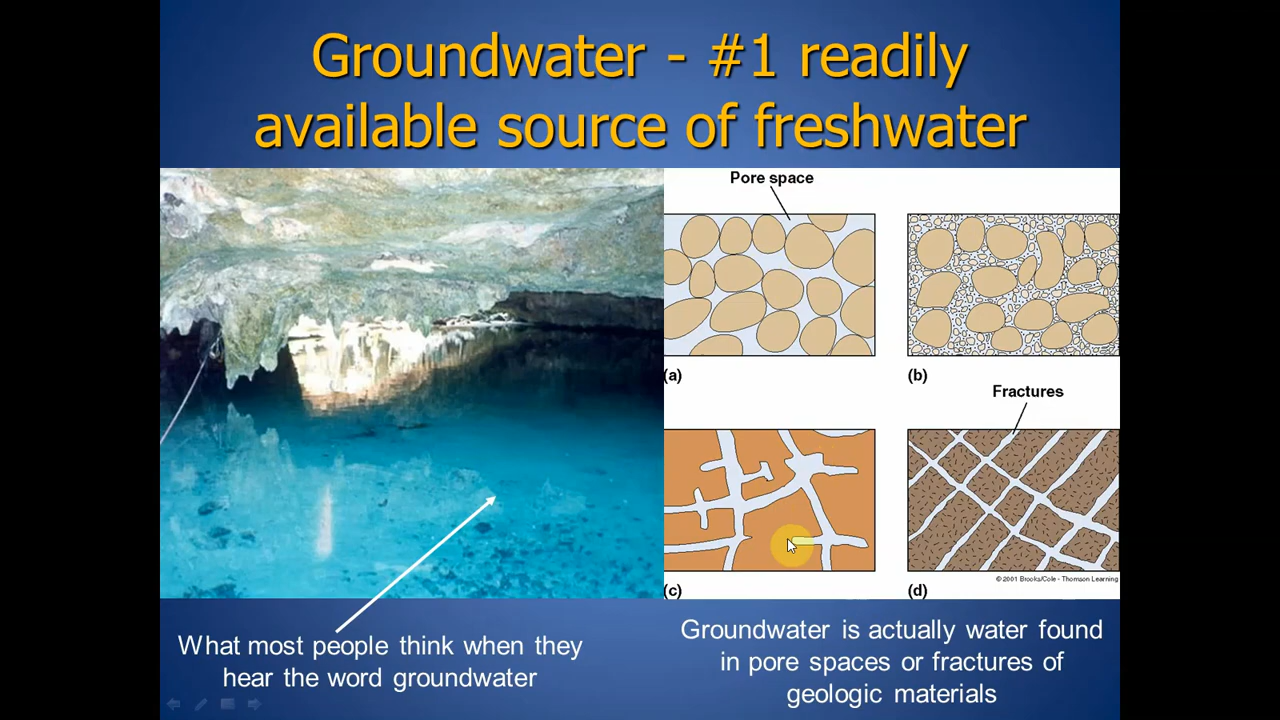 Groundwater - #1 readily
available source of freshwater
Pore space
(a)
(b)
Fractures
(c)
(d)
© 2001 Brooks/Cole - Thomson Learning
What most people think when they
hear the word groundwater
Groundwater is actually water found
in pore spaces or fractures of
geologic materials